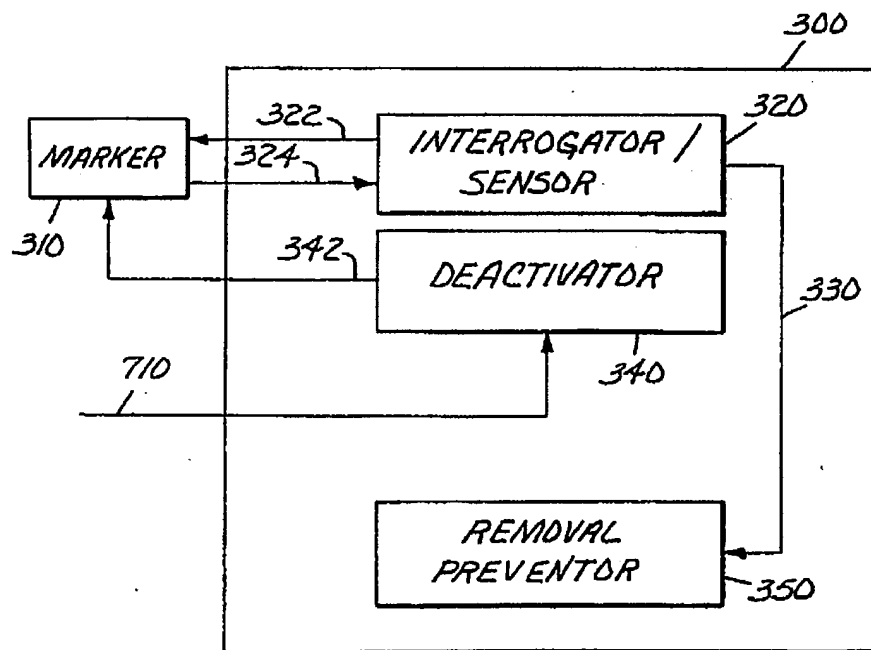 300
322
320
MARKER
INTERROGATOR /
SENSOR
324
310
342
DEACTIVATOR
330
710
340
REMOVAL
PREVENTOR
350